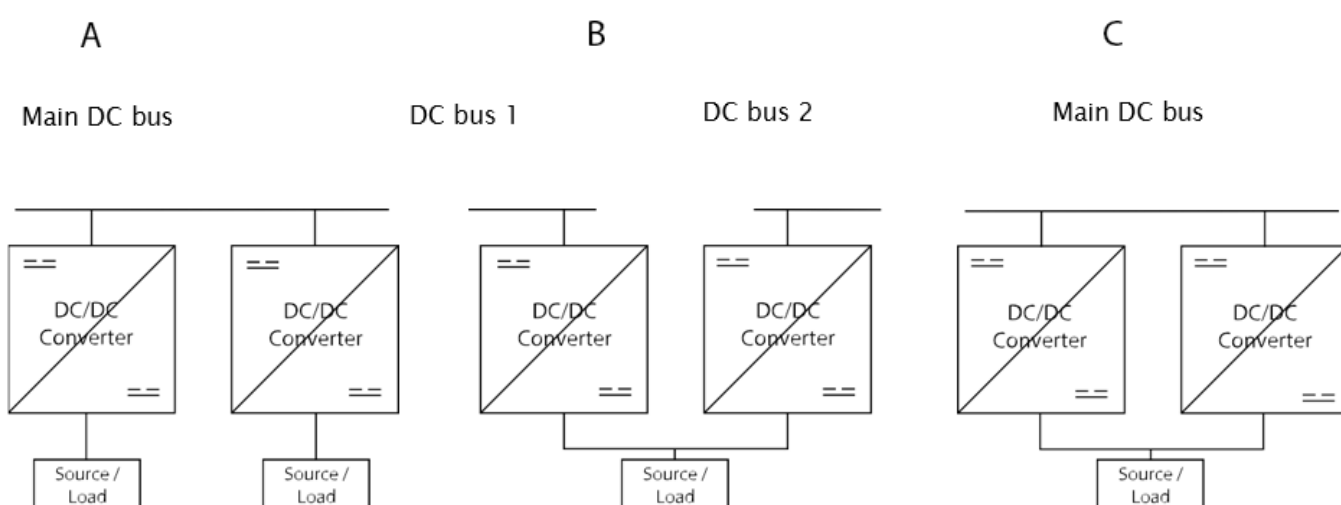 A
B
C
Main DC bus
DC bus 1
DC bus 2
Main DC bus
DC/DC
Converter
DC/DC
Converter
DC/DC
Converter
DC/DC
Converter
DC/DC
Converter
DC/DC
Converter
Source /
Load
Source /
Load
Source /
Load
Source /
Load